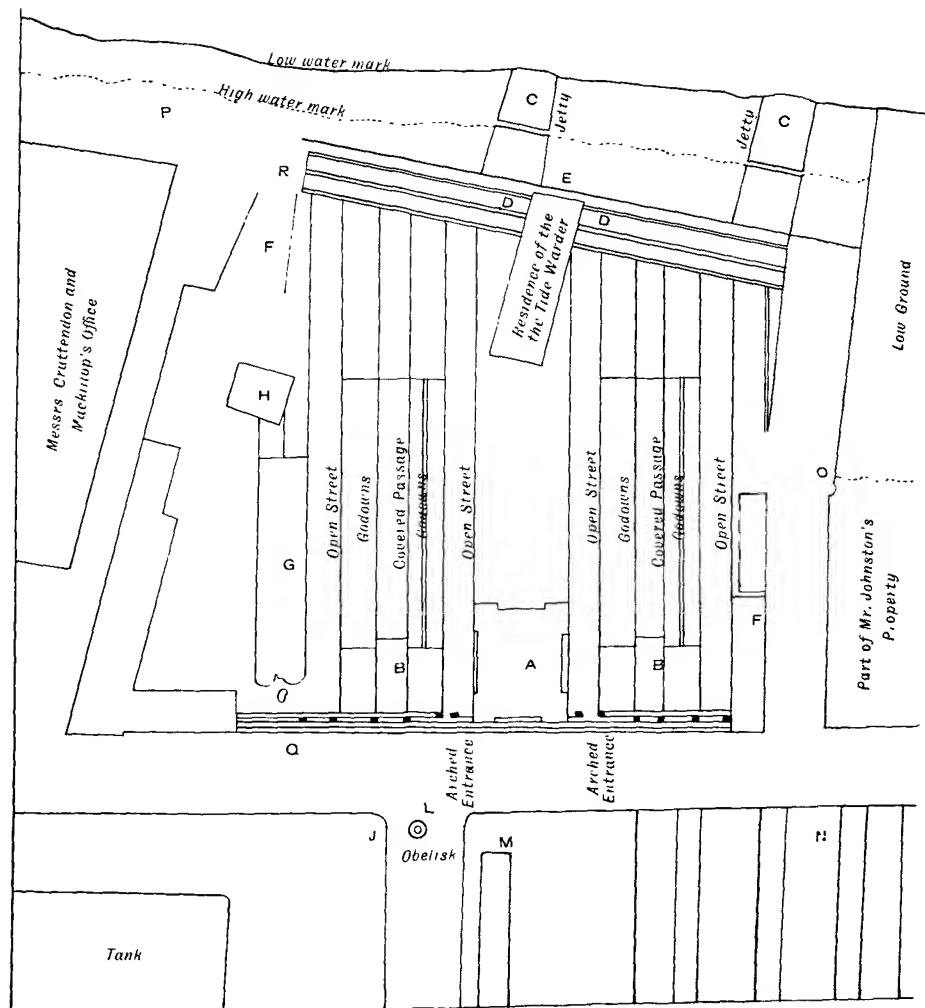 Low water mark
High water mark
P
C
Jetty
Jetty
C
R
E
D
D
F
Residence of the
the Tide Warder
Low Ground
Messrs Cruttendon and
Mackillop's Office
H
O
Open Street
Godowns
Covered Passage
Godowns
Open Street
Open Street
Godowns
Covered Passage
Godowns
Open Street
G
F
Part of Mr. Johnston's
Property
B
A
B
Q
Arched
Entrance
Arched
Entrance
L
J
Obelisk
M
N
Tank